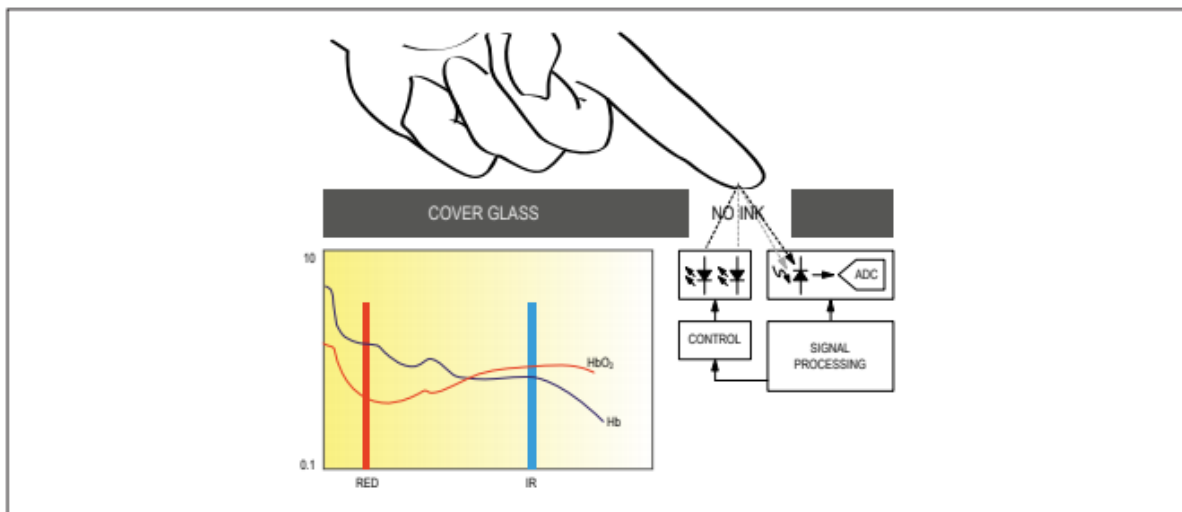 COVER GLASS
NO INK
10
HbO₂
Hb
0.1
RED
IR
ADC
CONTROL
SIGNAL
PROCESSING